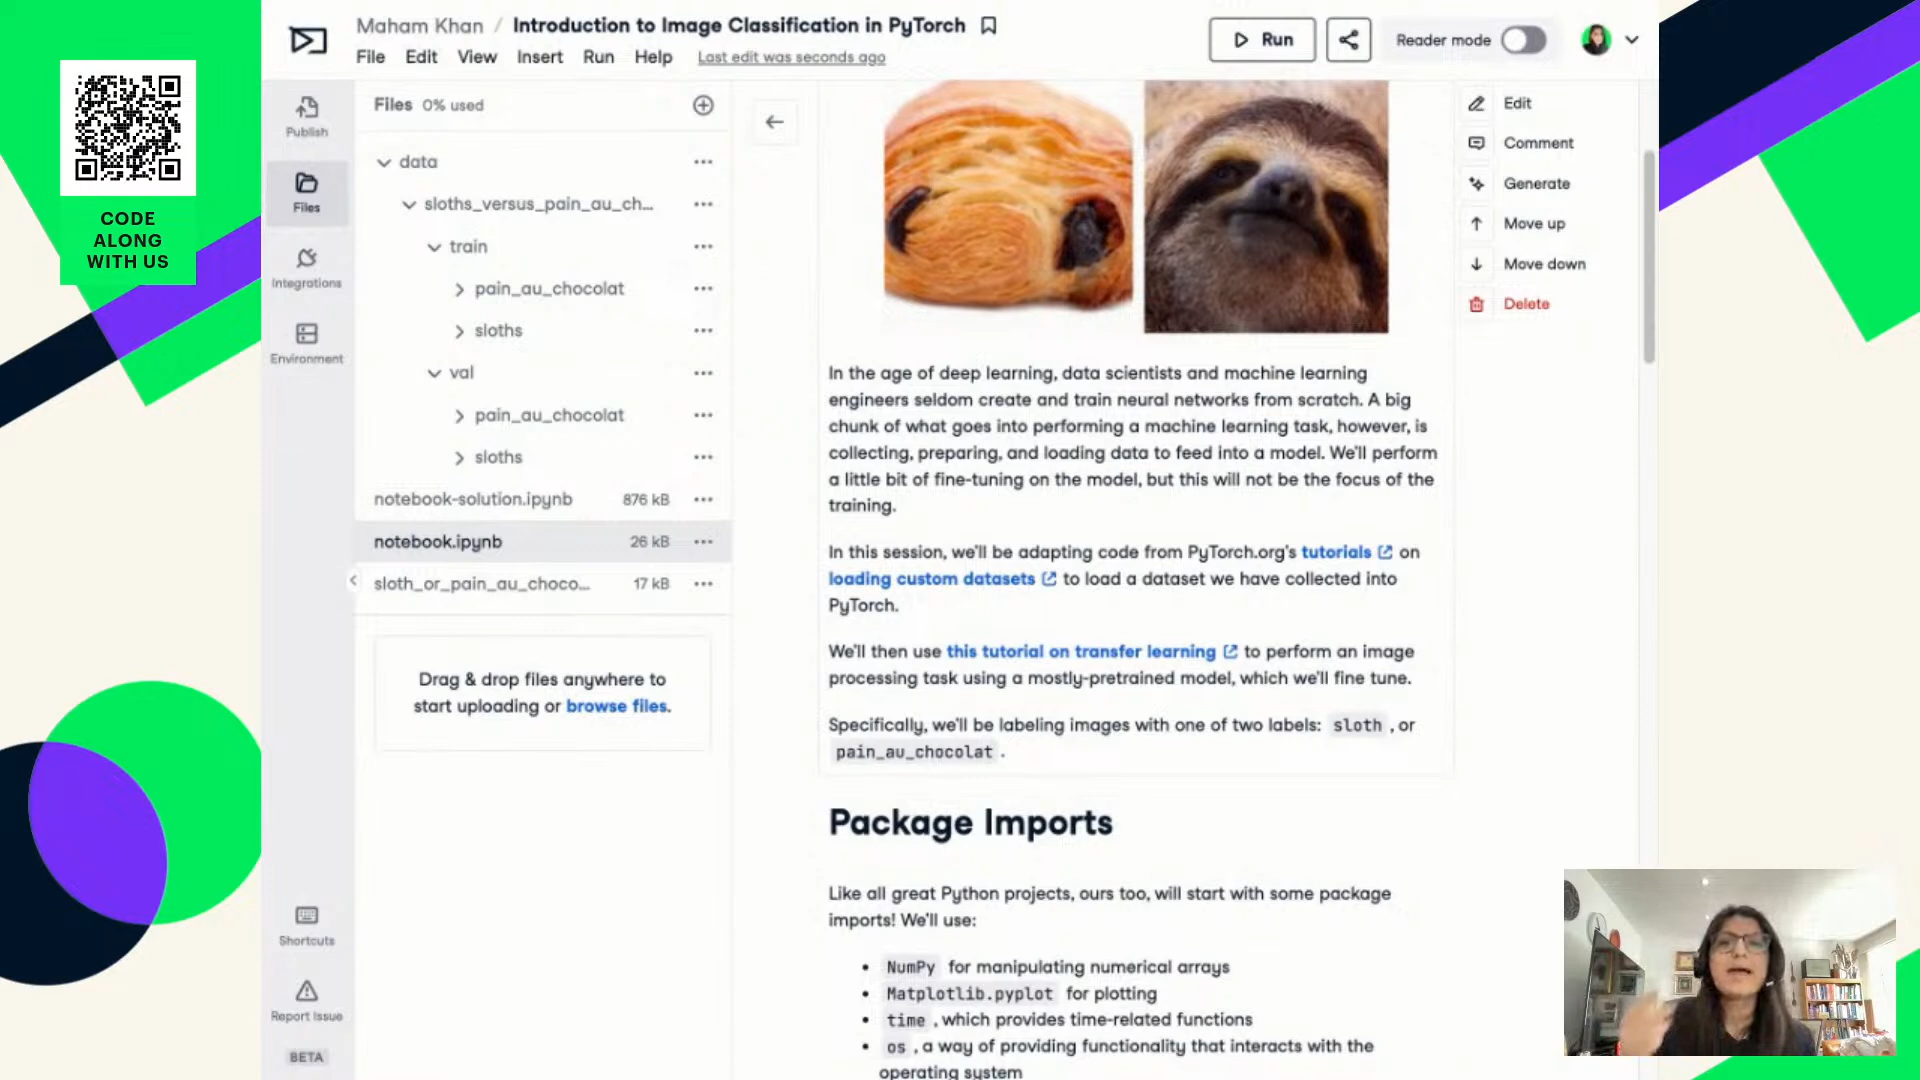 CODE
ALONG
WITH US
Maham Khan / Introduction to Image Classification in PyTorch
File Edit View Insert Run Help Last edit was seconds ago
Run
Reader mode
Publish
Files
Integrations
Environment
Shortcuts
Report Issue
BETA
Files 0% used
data
sloths_versus_pain_au_ch...
train
pain_au_chocolat
sloths
val
pain_au_chocolat
sloths
notebook-solution.ipynb 876 kB
notebook.ipynb 26 kB
sloth_or_pain_au_choco... 17 kB
Drag & drop files anywhere to
start uploading or browse files.
In the age of deep learning, data scientists and machine learning
engineers seldom create and train neural networks from scratch. A big
chunk of what goes into performing a machine learning task, however, is
collecting, preparing, and loading data to feed into a model. We'll perform
a little bit of fine-tuning on the model, but this will not be the focus of the
training.
In this session, we'll be adapting code from PyTorch.org's tutorials on
loading custom datasets to load a dataset we have collected into
PyTorch.
We'll then use this tutorial on transfer learning to perform an image
processing task using a mostly-pretrained model, which we'll fine tune.
Specifically, we'll be labeling images with one of two labels: sloth , or
pain_au_chocolat .
Package Imports
Like all great Python projects, ours too, will start with some package
imports! We'll use:
• NumPy for manipulating numerical arrays
• Matplotlib.pyplot for plotting
• time , which provides time-related functions
• os , a way of providing functionality that interacts with the
operating system
Edit
Comment
Generate
Move up
Move down
Delete